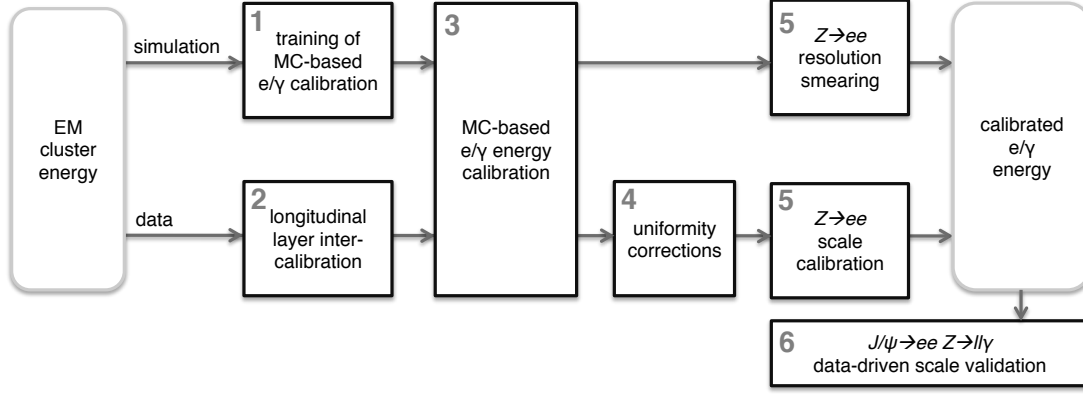 EM
cluster
energy
simulation
data
1
training of
MC-based
e/γ calibration
2
longitudinal
layer inter-
calibration
3
MC-based
e/γ energy
calibration
4
uniformity
corrections
5
Z→ee
resolution
smearing
5
Z→ee
scale
calibration
calibrated
e/γ
energy
6
J/ψ→ee Z→llγ
data-driven scale validation